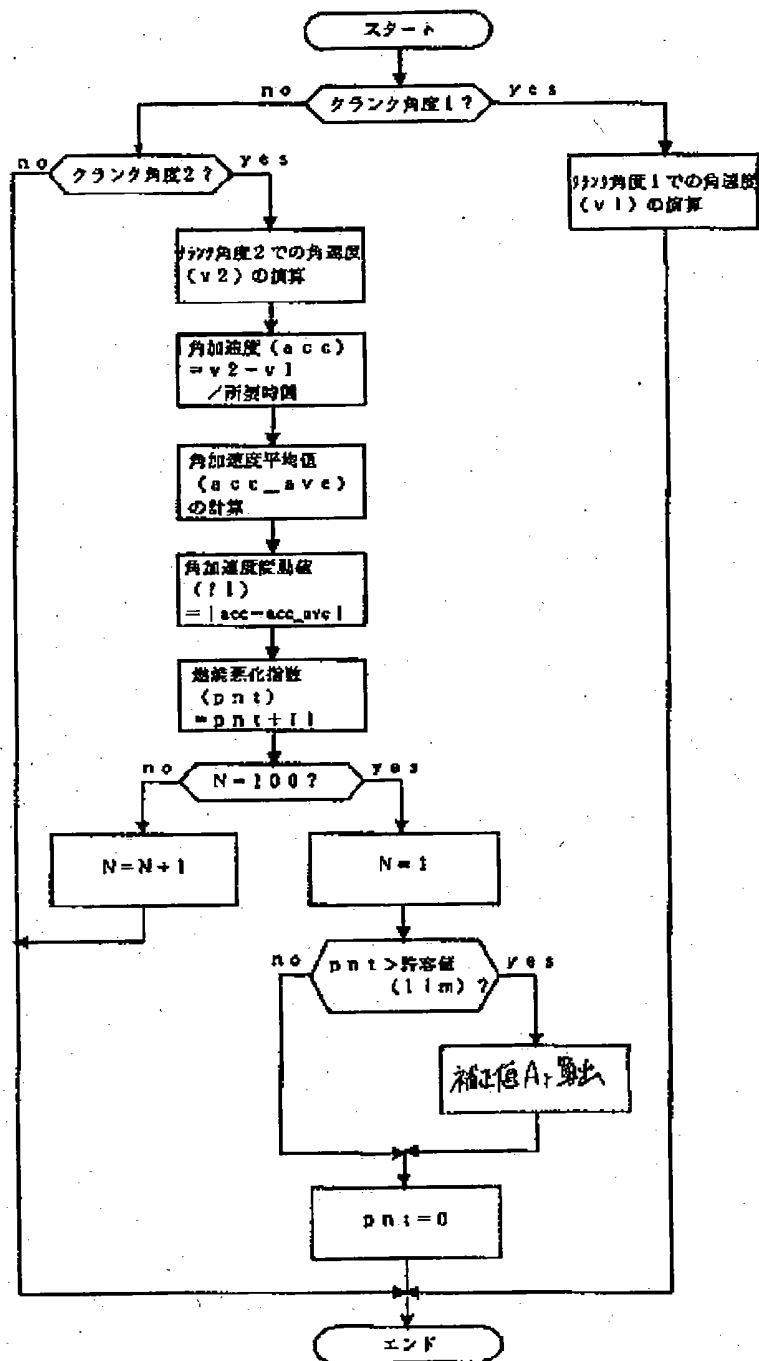 スタート
no
yes
クランク角度1?
no
yes
クランク角度2?
クランク角度1での角速度
(v1)の演算
クランク角度2での角速度
(v2)の演算
角加速度(acc)
=v2-v1
/所要時間
角加速度平均値
(acc_ave)
の計算
角加速度変動値
(fl)
=|acc-acc_ave|
燃焼悪化指数
(pnt)
=pnt+fl
no
yes
N=100?
N=N+1
N=1
no
yes
pnt>許容値
(lim)?
補正値 算出
pnt=0
エンド